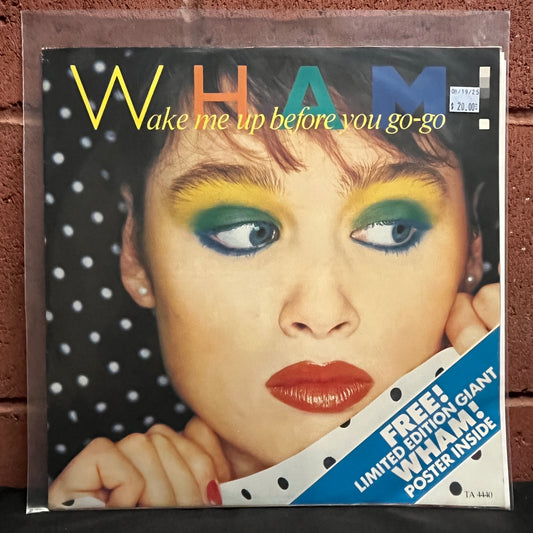 WHAM!
Wake me up before you go-go
08/19/25
$ 20.00
FREE!
LIMITED EDITION GIANT
WHAM!
POSTER INSIDE
TA 4440